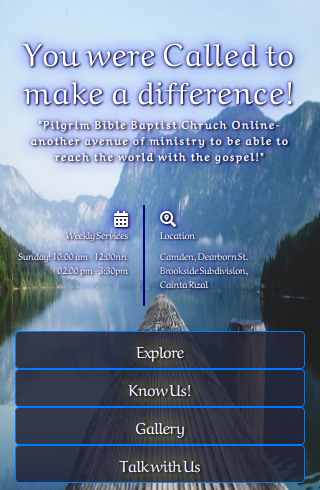 You were Called to
make a difference!
"Pilgrim Bible Baptist Chruch Online-
another avenue of ministry to be able to
reach the world with the gospel!"
Weekly Services
Sunday: 10:00 am - 12:00nn
02:00 pm - 3:30pm
Location
Camden, Dearborn St.
Brookside Subdivision,
Cainta Rizal
Explore
Know Us!
Gallery
Talk with Us